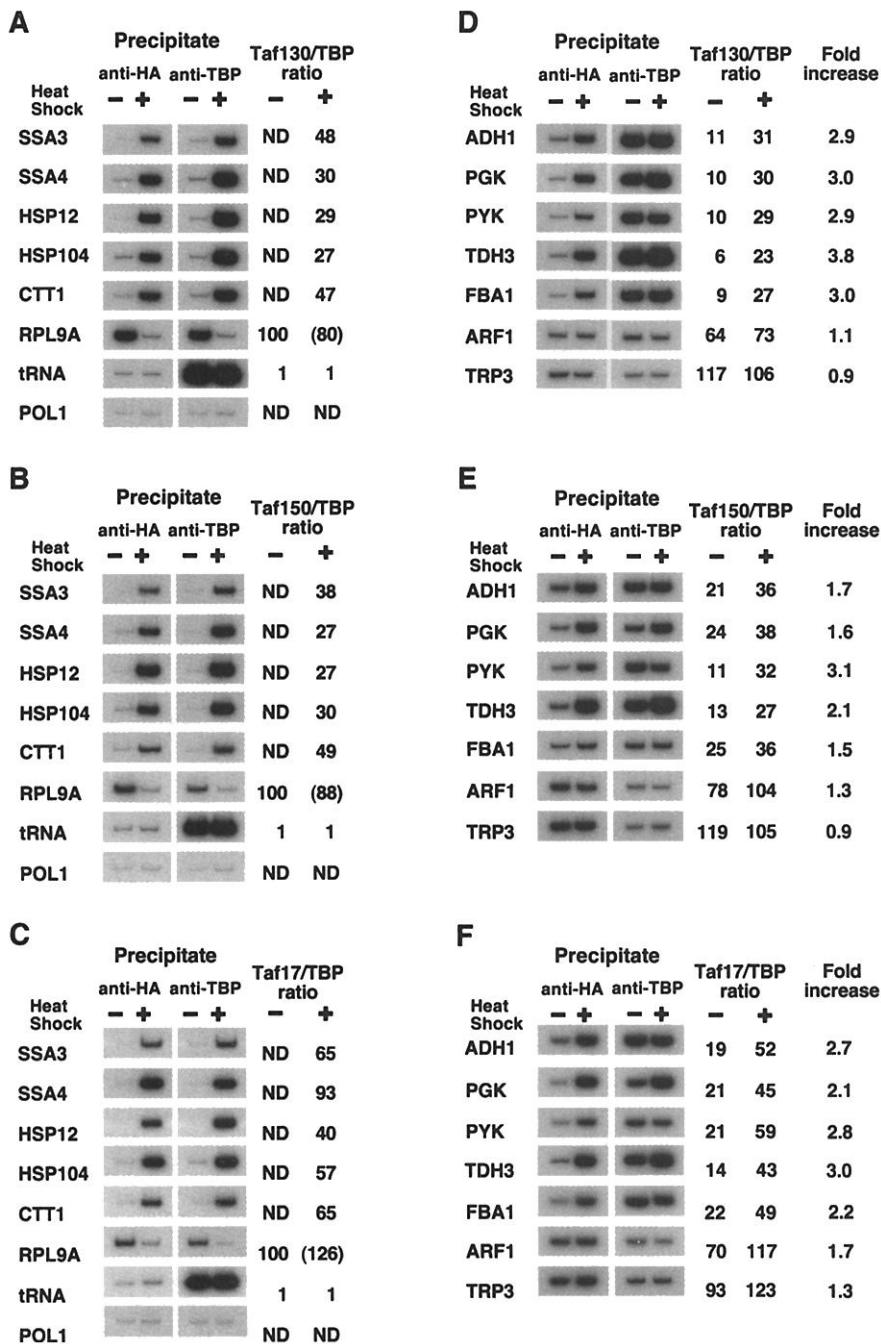 A
Precipitate
anti-HA anti-TBP Taf130/TBP ratio
Heat Shock − + − + − +
SSA3 ND 48
SSA4 ND 30
HSP12 ND 29
HSP104 ND 27
CTT1 ND 47
RPL9A 100 (80)
tRNA 1 1
POL1 ND ND
B
Precipitate
anti-HA anti-TBP Taf150/TBP ratio
Heat Shock − + − + − +
SSA3 ND 38
SSA4 ND 27
HSP12 ND 27
HSP104 ND 30
CTT1 ND 49
RPL9A 100 (88)
tRNA 1 1
POL1 ND ND
C
Precipitate
anti-HA anti-TBP Taf17/TBP ratio
Heat Shock − + − + − +
SSA3 ND 65
SSA4 ND 93
HSP12 ND 40
HSP104 ND 57
CTT1 ND 65
RPL9A 100 (126)
tRNA 1 1
POL1 ND ND
D
Precipitate
anti-HA anti-TBP Taf130/TBP ratio Fold increase
Heat Shock − + − + − +
ADH1 11 31 2.9
PGK 10 30 3.0
PYK 10 29 2.9
TDH3 6 23 3.8
FBA1 9 27 3.0
ARF1 64 73 1.1
TRP3 117 106 0.9
E
Precipitate
anti-HA anti-TBP Taf150/TBP ratio Fold increase
Heat Shock − + − + − +
ADH1 21 36 1.7
PGK 24 38 1.6
PYK 11 32 3.1
TDH3 13 27 2.1
FBA1 25 36 1.5
ARF1 78 104 1.3
TRP3 119 105 0.9
F
Precipitate
anti-HA anti-TBP Taf17/TBP ratio Fold increase
Heat Shock − + − + − +
ADH1 19 52 2.7
PGK 21 45 2.1
PYK 21 59 2.8
TDH3 14 43 3.0
FBA1 22 49 2.2
ARF1 70 117 1.7
TRP3 93 123 1.3